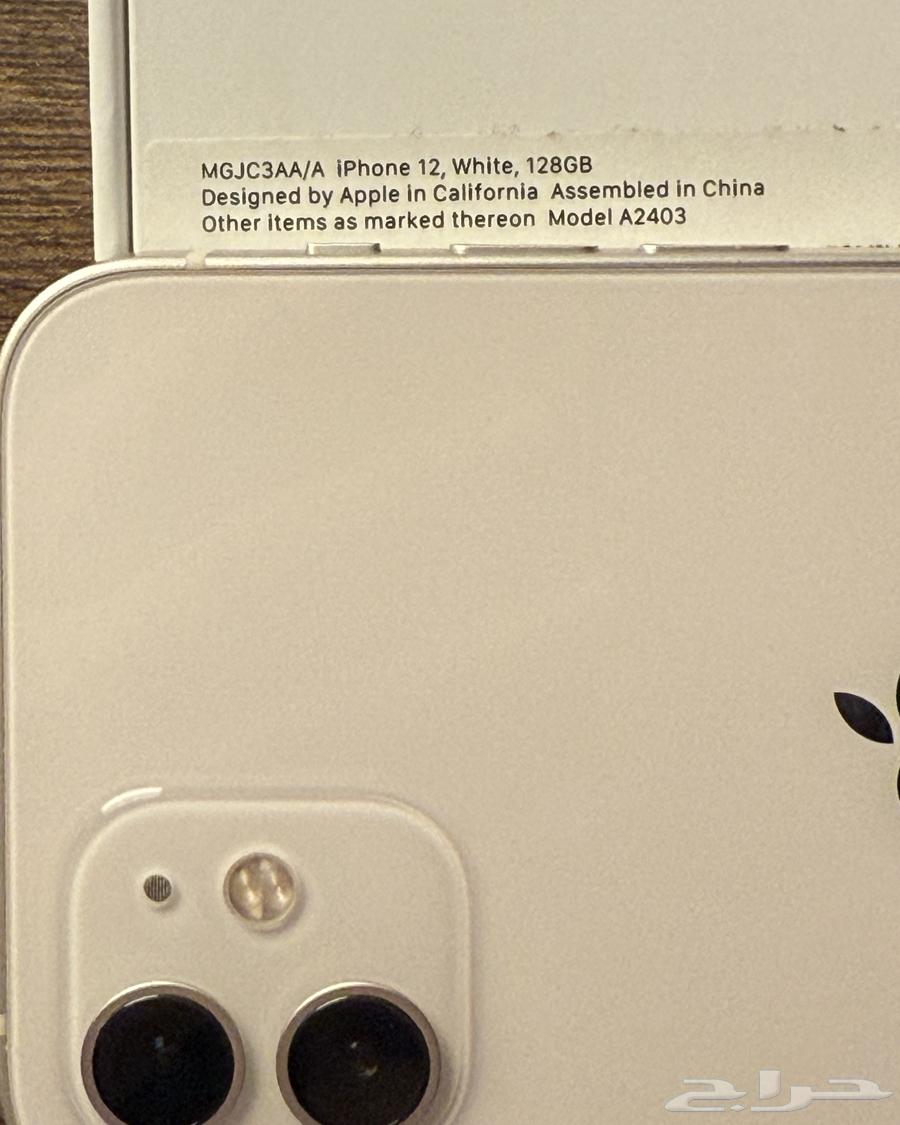 MGJC3AA/A iPhone 12, White, 128GB
Designed by Apple in California Assembled in China
Other items as marked thereon Model A2403
حراج